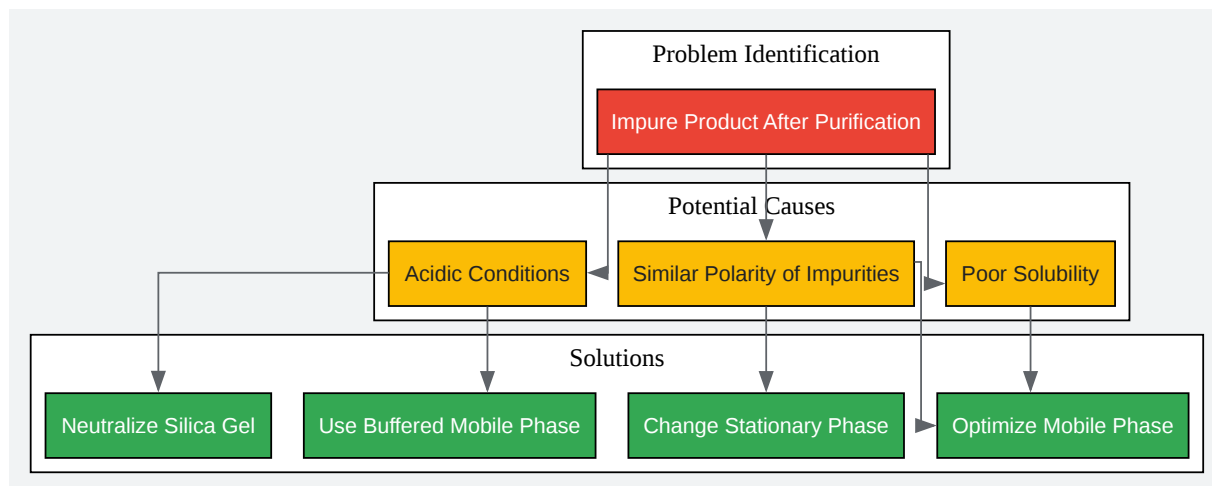 Problem Identification
Impure Product After Purification
Potential Causes
Acidic Conditions
Similar Polarity of Impurities
Poor Solubility
Solutions
Neutralize Silica Gel
Use Buffered Mobile Phase
Change Stationary Phase
Optimize Mobile Phase